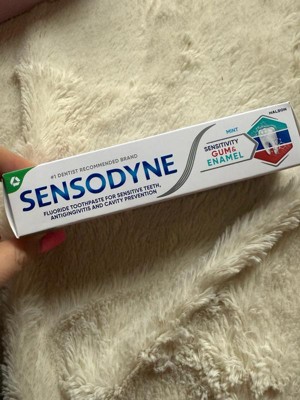 #1 DENTIST RECOMMENDED BRAND
SENSODYNE
FLUORIDE TOOTHPASTE FOR SENSITIVE TEETH,
ANTIGINGIVITIS AND CAVITY PREVENTION
MINT
SENSITIVITY
GUM &
ENAMEL
HALEON